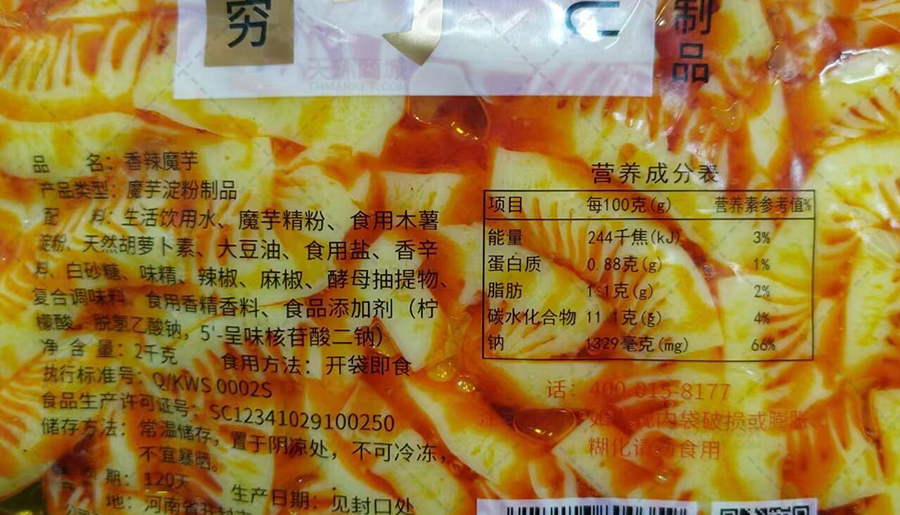 穷
制品
品 名：香辣魔芋
产品类型：魔芋淀粉制品
配 料：生活饮用水、魔芋精粉、食用木薯
淀粉、天然胡萝卜素、大豆油、食用盐、香辛
料、白砂糖、味精、辣椒、麻椒、酵母抽提物、
复合调味料、食用香精香料、食品添加剂（柠
檬酸，脱氢乙酸钠，5'-呈味核苷酸二钠）
净 含 量：2千克 食用方法：开袋即食
执行标准号：Q/KWS 0002S
食品生产许可证号：SC12341029100250
储存方法：常温储存，置于阴凉处，不可冷冻，
不宜暴晒。
期：120天 生产日期：见封口处
地：河南省
营养成分表
项目 每100克(g) 营养素参考值%
能量 244千焦(kJ) 3%
蛋白质 0.88克(g) 1%
脂肪 1.1克(g) 2%
碳水化合物 11.1克(g) 4%
钠 1329毫克(mg) 66%
话：400-015-8177
内袋破损或膨胀
糊化请 食用